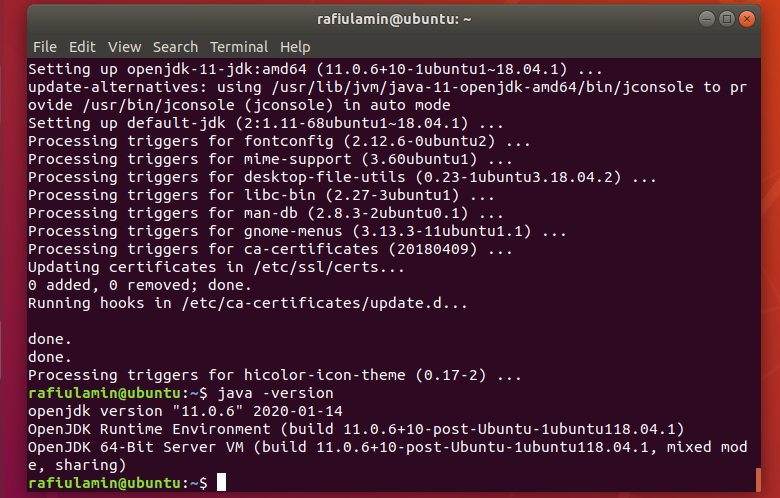 rafiulamin@ubuntu: ~
File Edit View Search Terminal Help
Setting up openjdk-11-jdk:amd64 (11.0.6+10-1ubuntu1~18.04.1) ...
update-alternatives: using /usr/lib/jvm/java-11-openjdk-amd64/bin/jconsole to pr
ovide /usr/bin/jconsole (jconsole) in auto mode
Setting up default-jdk (2:1.11-68ubuntu1~18.04.1) ...
Processing triggers for fontconfig (2.12.6-0ubuntu2) ...
Processing triggers for mime-support (3.60ubuntu1) ...
Processing triggers for desktop-file-utils (0.23-1ubuntu3.18.04.2) ...
Processing triggers for libc-bin (2.27-3ubuntu1) ...
Processing triggers for man-db (2.8.3-2ubuntu0.1) ...
Processing triggers for gnome-menus (3.13.3-11ubuntu1.1) ...
Processing triggers for ca-certificates (20180409) ...
Updating certificates in /etc/ssl/certs...
0 added, 0 removed; done.
Running hooks in /etc/ca-certificates/update.d...
done.
done.
Processing triggers for hicolor-icon-theme (0.17-2) ...
rafiulamin@ubuntu:~$ java -version
openjdk version "11.0.6" 2020-01-14
OpenJDK Runtime Environment (build 11.0.6+10-post-Ubuntu-1ubuntu118.04.1)
OpenJDK 64-Bit Server VM (build 11.0.6+10-post-Ubuntu-1ubuntu118.04.1, mixed mod
e, sharing)
rafiulamin@ubuntu:~$